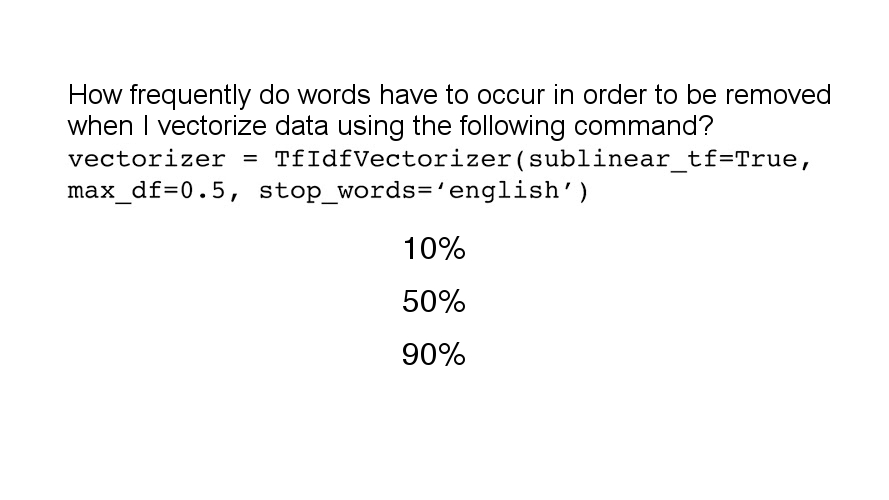 How frequently do words have to occur in order to be removed
when I vectorize data using the following command?
vectorizer = TfIdfVectorizer(sublinear_tf=True,
max_df=0.5, stop_words=‘english’)
10%
50%
90%